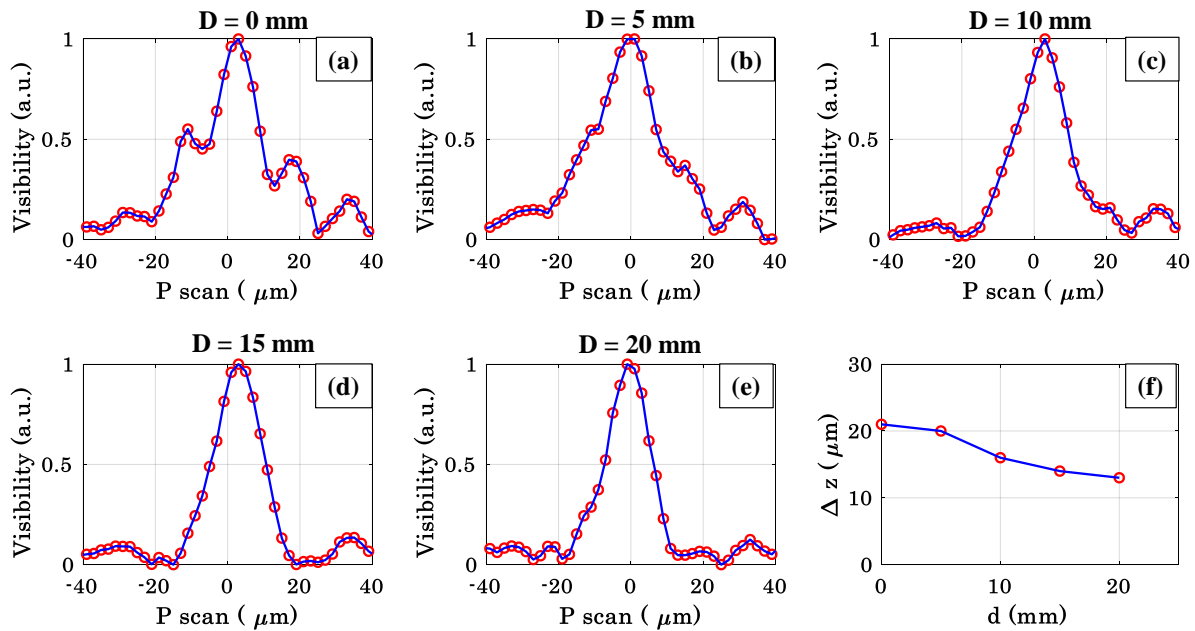 D = 0 mm
(a)
Visibility (a.u.)
1
0.5
0
-40
-20
0
20
40
P scan ( μm)
D = 5 mm
(b)
Visibility (a.u.)
1
0.5
0
-40
-20
0
20
40
P scan ( μm)
D = 10 mm
(c)
Visibility (a.u.)
1
0.5
0
-40
-20
0
20
40
P scan ( μm)
D = 15 mm
(d)
Visibility (a.u.)
1
0.5
0
-40
-20
0
20
40
P scan ( μm)
D = 20 mm
(e)
Visibility (a.u.)
1
0.5
0
-40
-20
0
20
40
P scan ( μm)
(f)
Δ z ( μm)
30
20
10
0
0
10
20
d (mm)